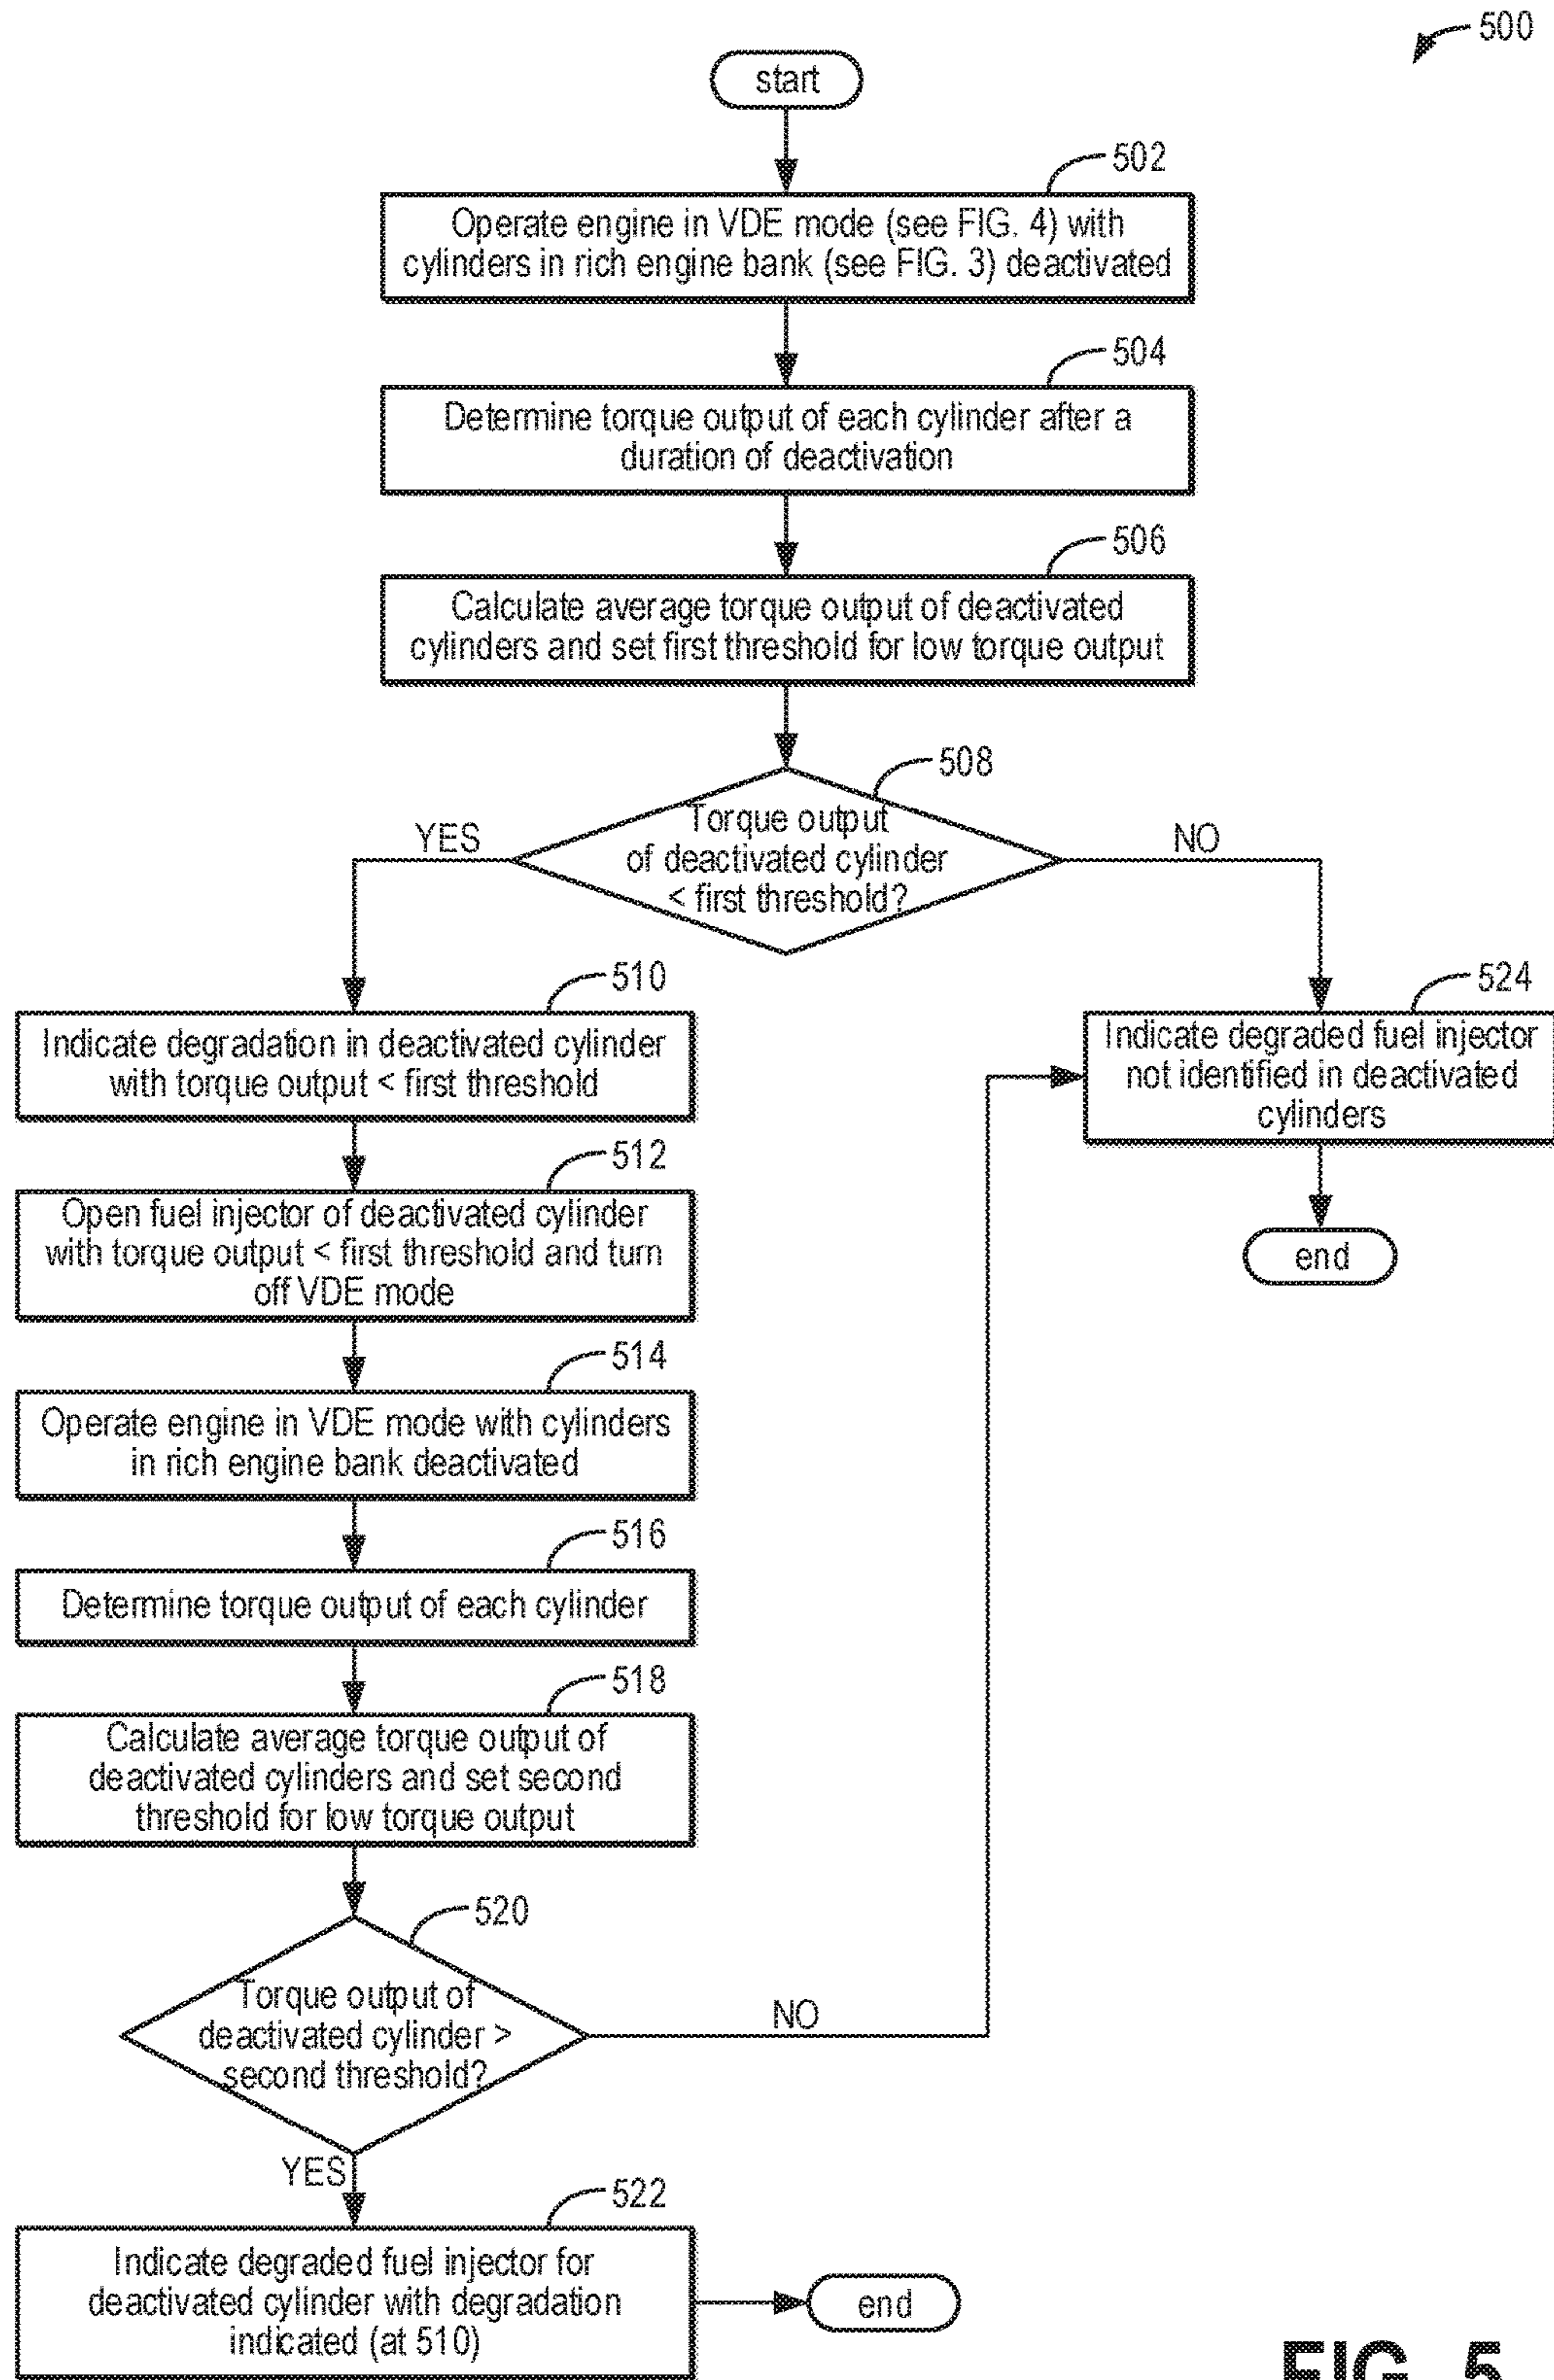 500
start
502
Operate engine in VDE mode (see FIG. 4) with
cylinders in rich engine bank (see FIG. 3) deactivated
504
Determine torque output of each cylinder after a
duration of deactivation
506
Calculate average torque output of deactivated
cylinders and set first threshold for low torque output
508
Torque output
of deactivated cylinder
< first threshold?
YES
NO
510
Indicate degradation in deactivated cylinder
with torque output < first threshold
524
Indicate degraded fuel injector
not identified in deactivated
cylinders
end
512
Open fuel injector of deactivated cylinder
with torque output < first threshold and turn
off VDE mode
514
Operate engine in VDE mode with cylinders
in rich engine bank deactivated
516
Determine torque output of each cylinder
518
Calculate average torque output of
deactivated cylinders and set second
threshold for low torque output
520
Torque output of
deactivated cylinder >
second threshold?
NO
YES
522
Indicate degraded fuel injector for
deactivated cylinder with degradation
indicated (at 510)
end
FIG. 5